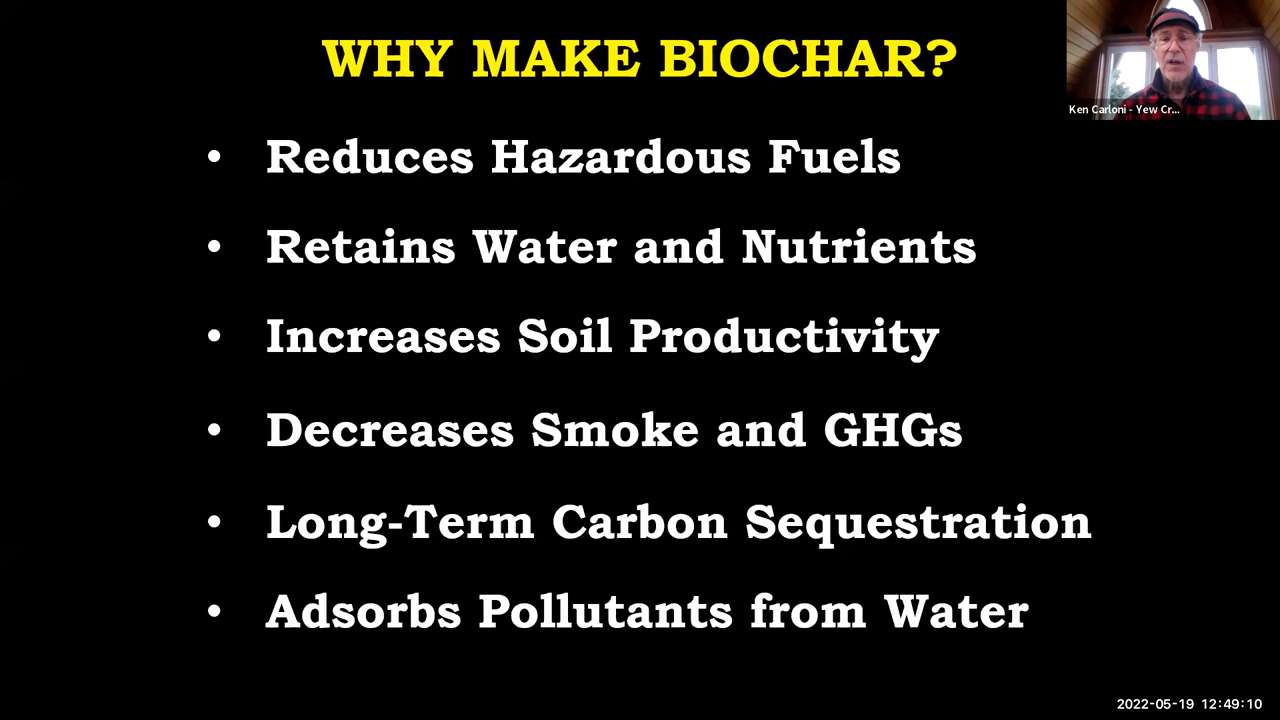 WHY MAKE BIOCHAR?
Ken Carloni - Yew Cr...
• Reduces Hazardous Fuels
• Retains Water and Nutrients
• Increases Soil Productivity
• Decreases Smoke and GHGs
• Long-Term Carbon Sequestration
• Adsorbs Pollutants from Water
2022-05-19 12:49:10